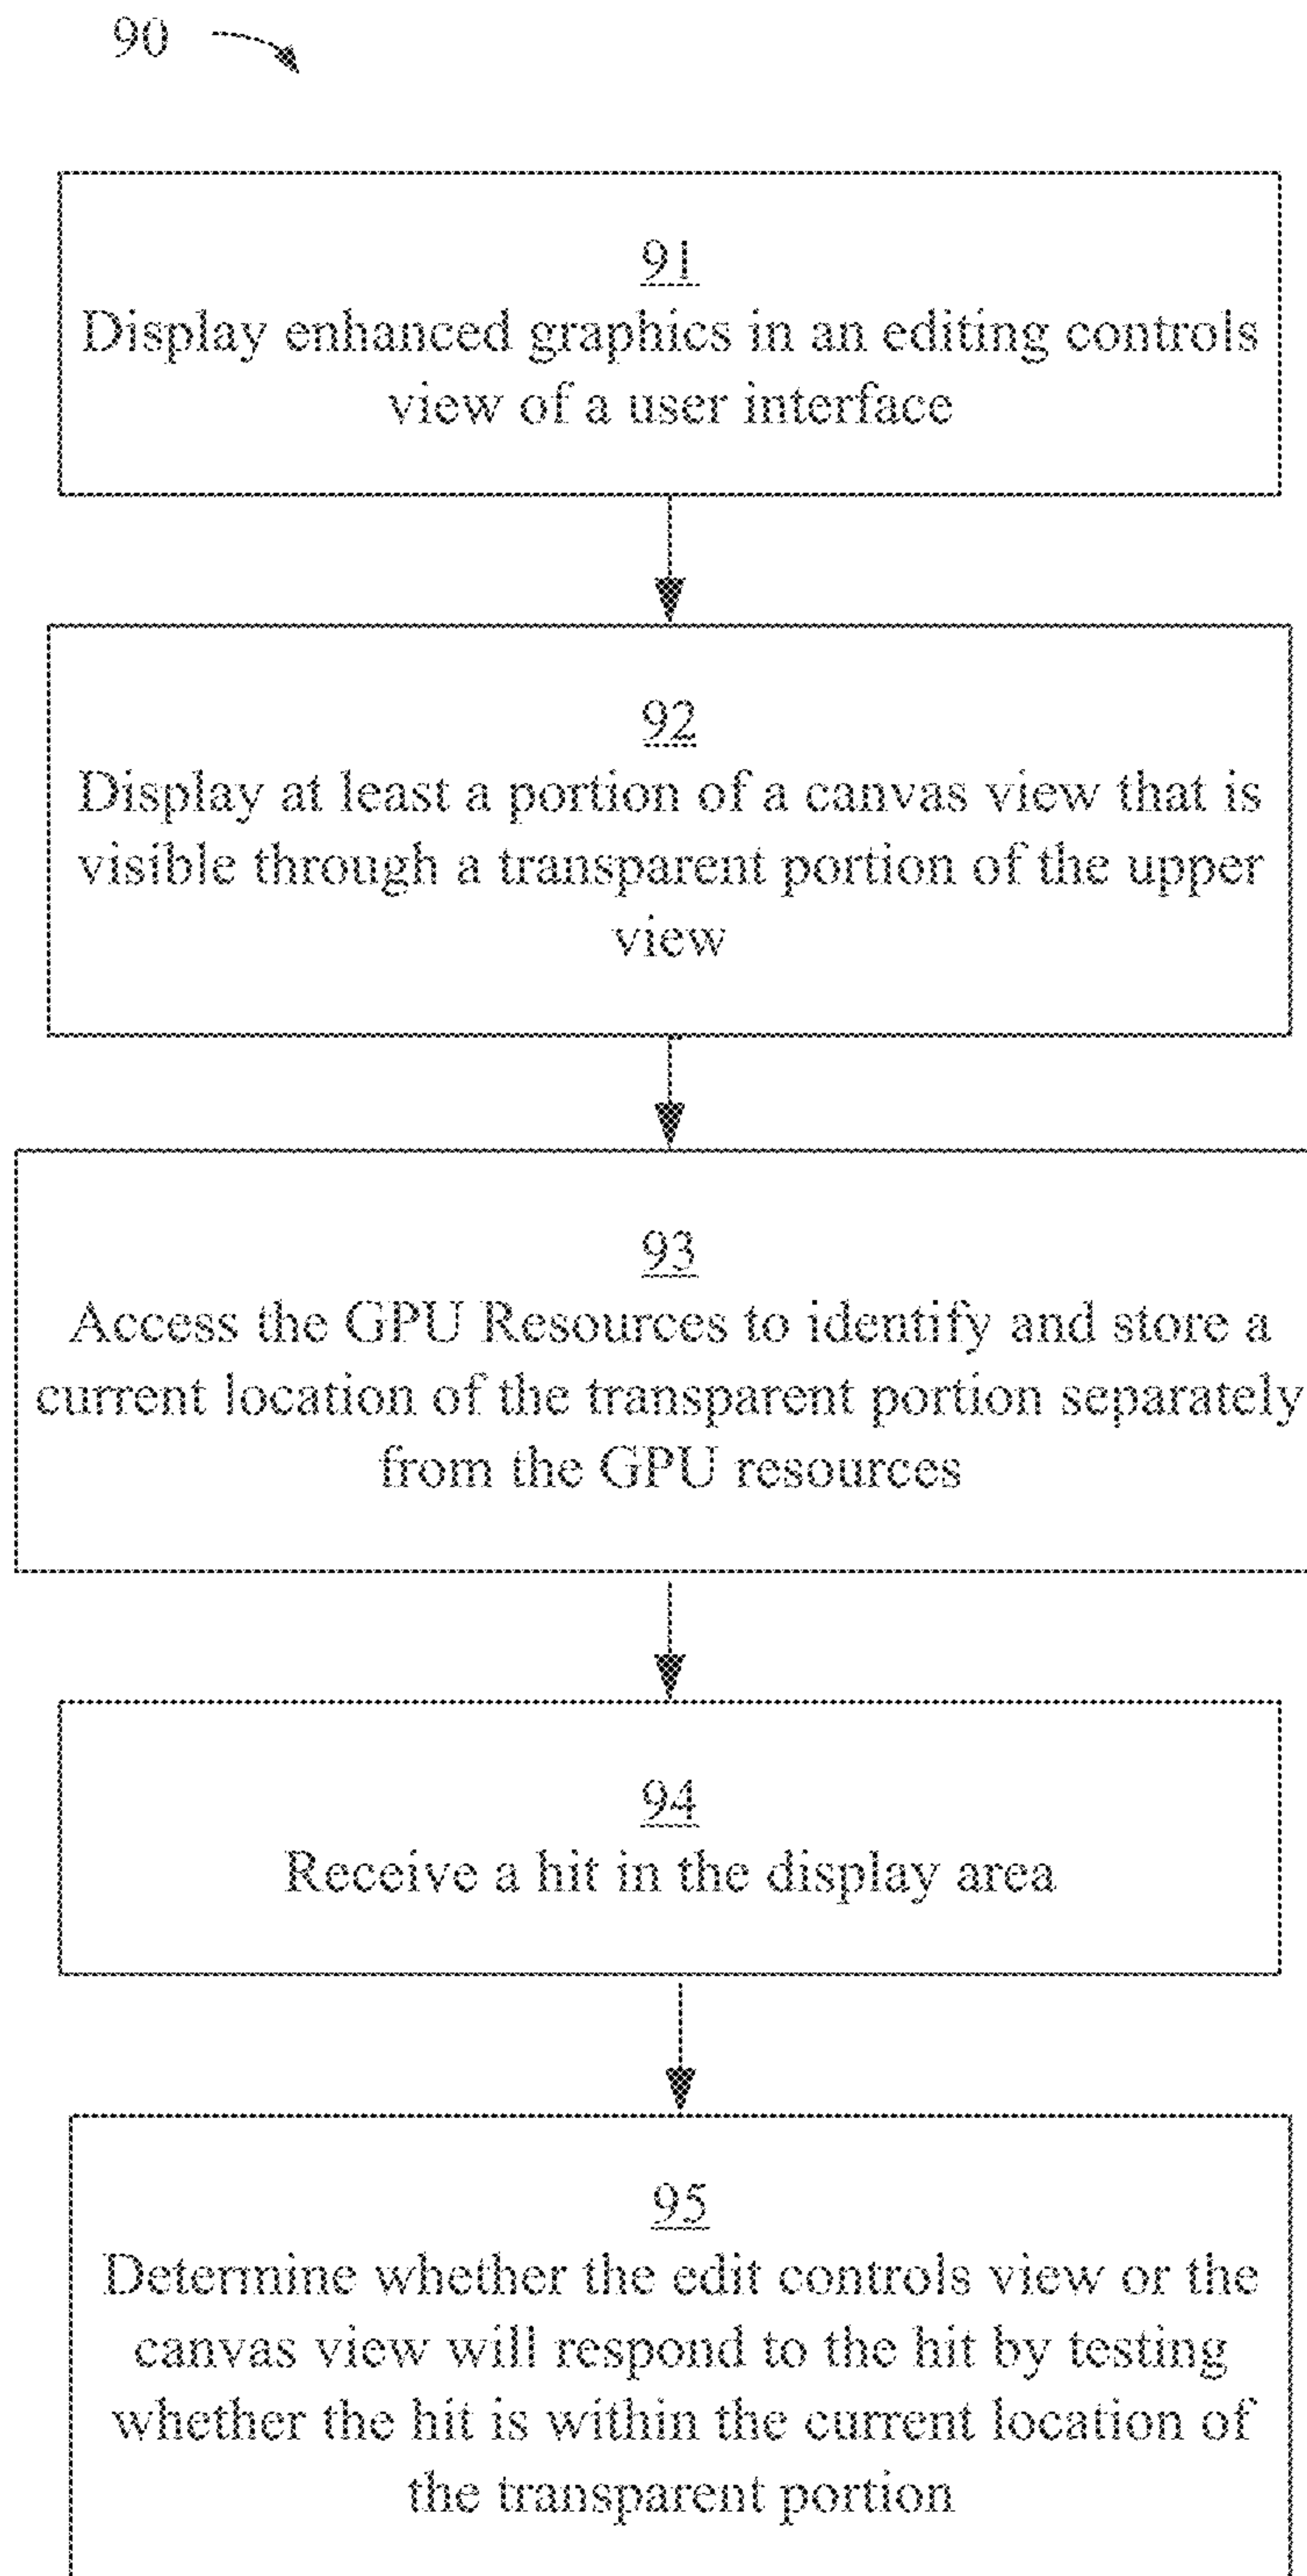 90
91
Display enhanced graphics in an editing controls
view of a user interface
92
Display at least a portion of a canvas view that is
visible through a transparent portion of the upper
view
93
Access the GPU Resources to identify and store a
current location of the transparent portion separately
from the GPU resources
94
Receive a hit in the display area
95
Determine whether the edit controls view or the
canvas view will respond to the hit by testing
whether the hit is within the current location of
the transparent portion